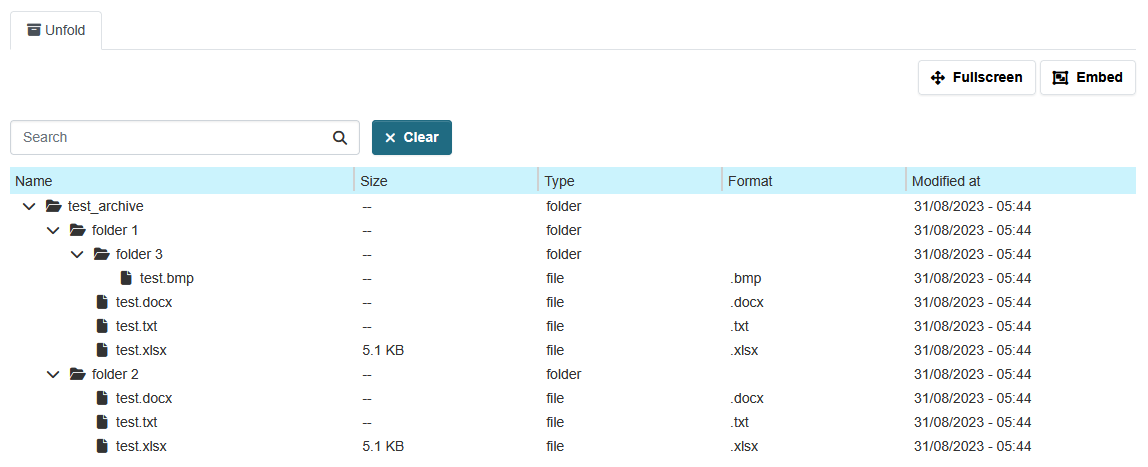 Unfold
Fullscreen Embed
Search Clear
Name Size Type Format Modified at
test_archive -- folder 31/08/2023 - 05:44
folder 1 -- folder 31/08/2023 - 05:44
folder 3 -- folder 31/08/2023 - 05:44
test.bmp -- file .bmp 31/08/2023 - 05:44
test.docx -- file .docx 31/08/2023 - 05:44
test.txt -- file .txt 31/08/2023 - 05:44
test.xlsx 5.1 KB file .xlsx 31/08/2023 - 05:44
folder 2 -- folder 31/08/2023 - 05:44
test.docx -- file .docx 31/08/2023 - 05:44
test.txt -- file .txt 31/08/2023 - 05:44
test.xlsx 5.1 KB file .xlsx 31/08/2023 - 05:44